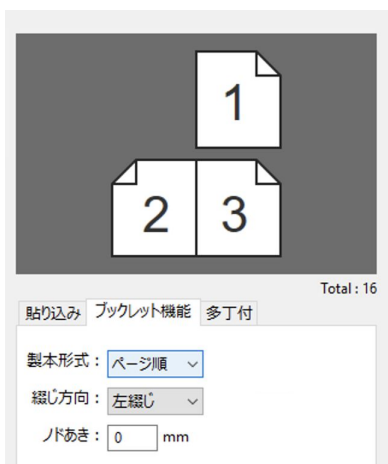 1
2 3
Total : 16
貼り込み ブックレット機能 多丁付
製本形式： ページ順
綴じ方向： 左綴じ
ノドあき： 0 mm